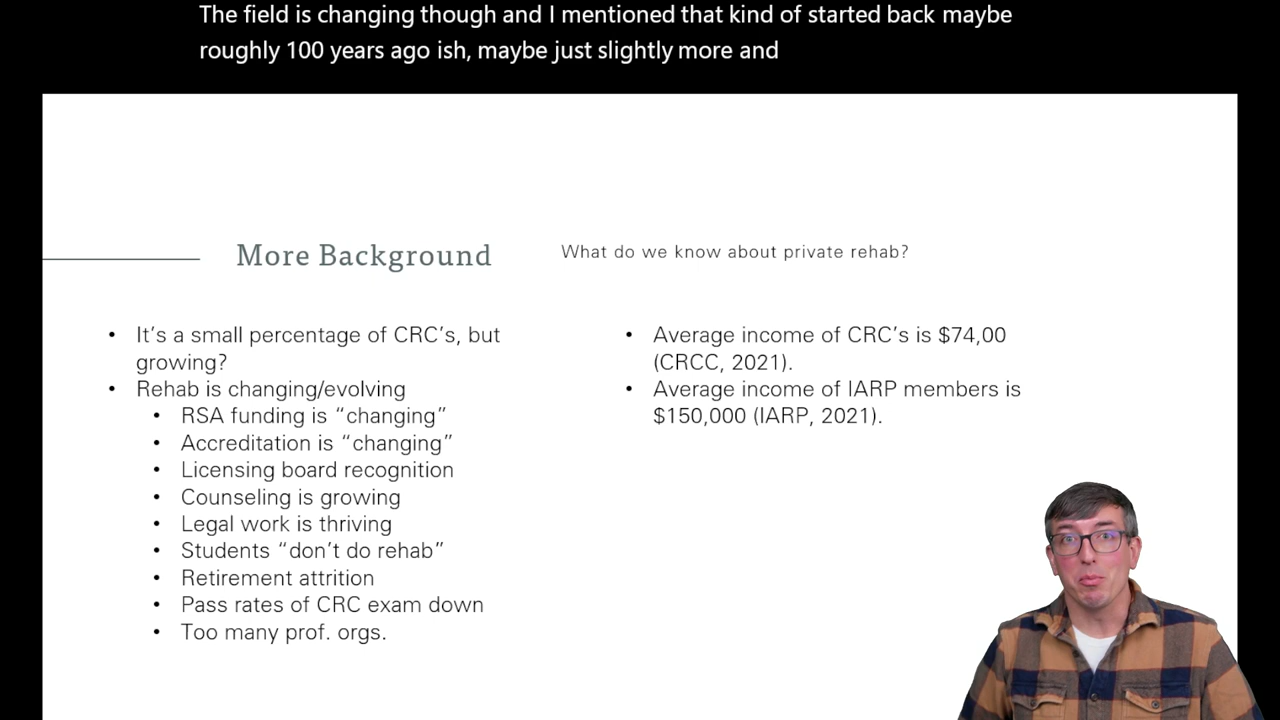 The field is changing though and I mentioned that kind of started back maybe
roughly 100 years ago ish, maybe just slightly more and
More Background
What do we know about private rehab?
• It's a small percentage of CRC's, but
growing?
• Rehab is changing/evolving
• RSA funding is “changing”
• Accreditation is “changing”
• Licensing board recognition
• Counseling is growing
• Legal work is thriving
• Students “don't do rehab”
• Retirement attrition
• Pass rates of CRC exam down
• Too many prof. orgs.
• Average income of CRC's is $74,00
(CRCC, 2021).
• Average income of IARP members is
$150,000 (IARP, 2021).